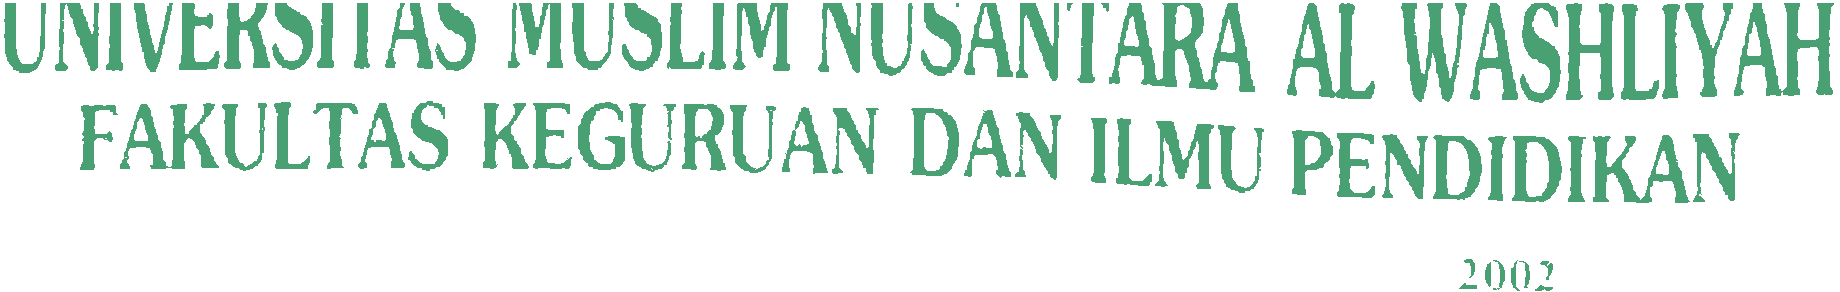 UNIVERSITAS MUSLIM NUSANTARA AL WASHLIYAH
FAKULTAS KEGURUAN DAN ILMU PENDIDIKAN
2002